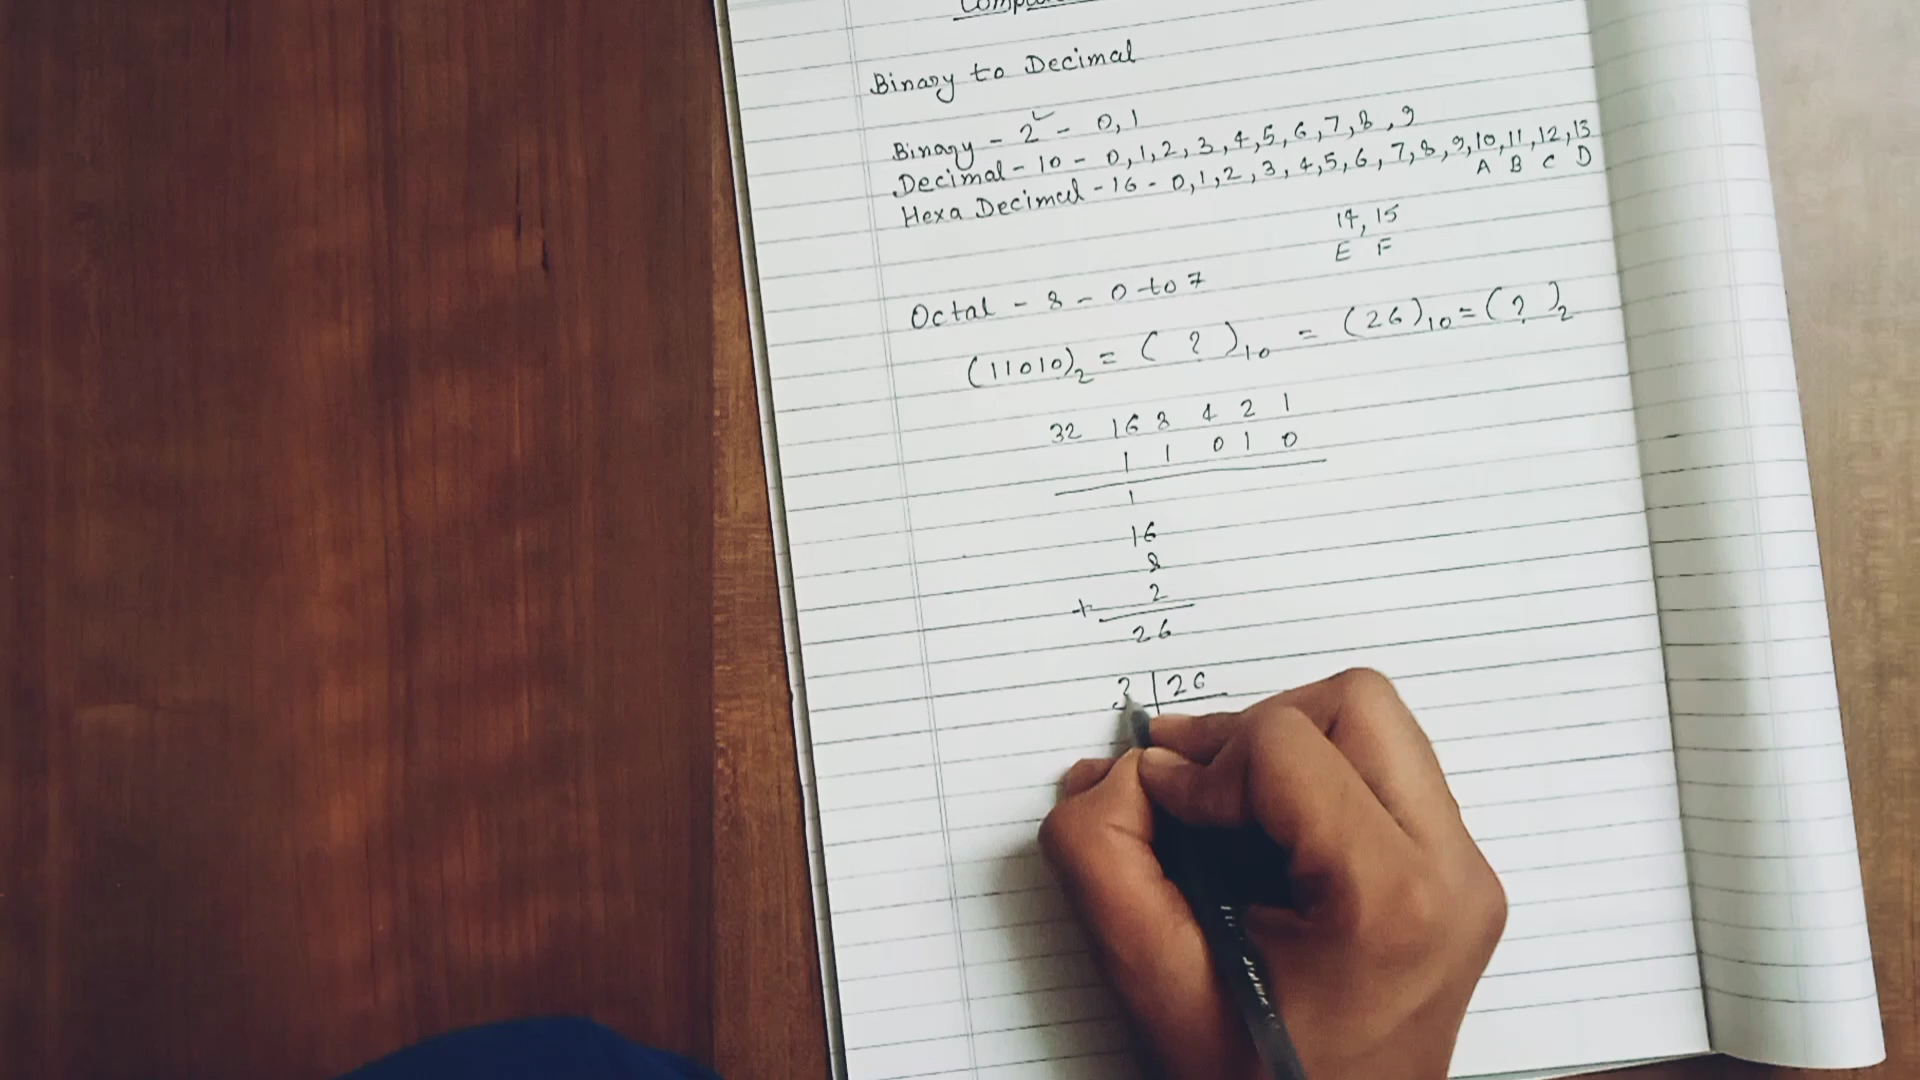 Binary to Decimal
Binary - 2 - 0,1
Decimal - 10 - 0,1,2,3,4,5,6,7,8,9
Hexa Decimal - 16 - 0,1,2,3,4,5,6,7,8,9,10,11,12,13
A B C D
14,15
E F
Octal - 8 - 0 to 7
(11010)2 = ( ? )10 = (26)10 = ( ? )2
32 16 8 4 2 1
1 1 0 1 0
1
16
8
+ 2
26
26